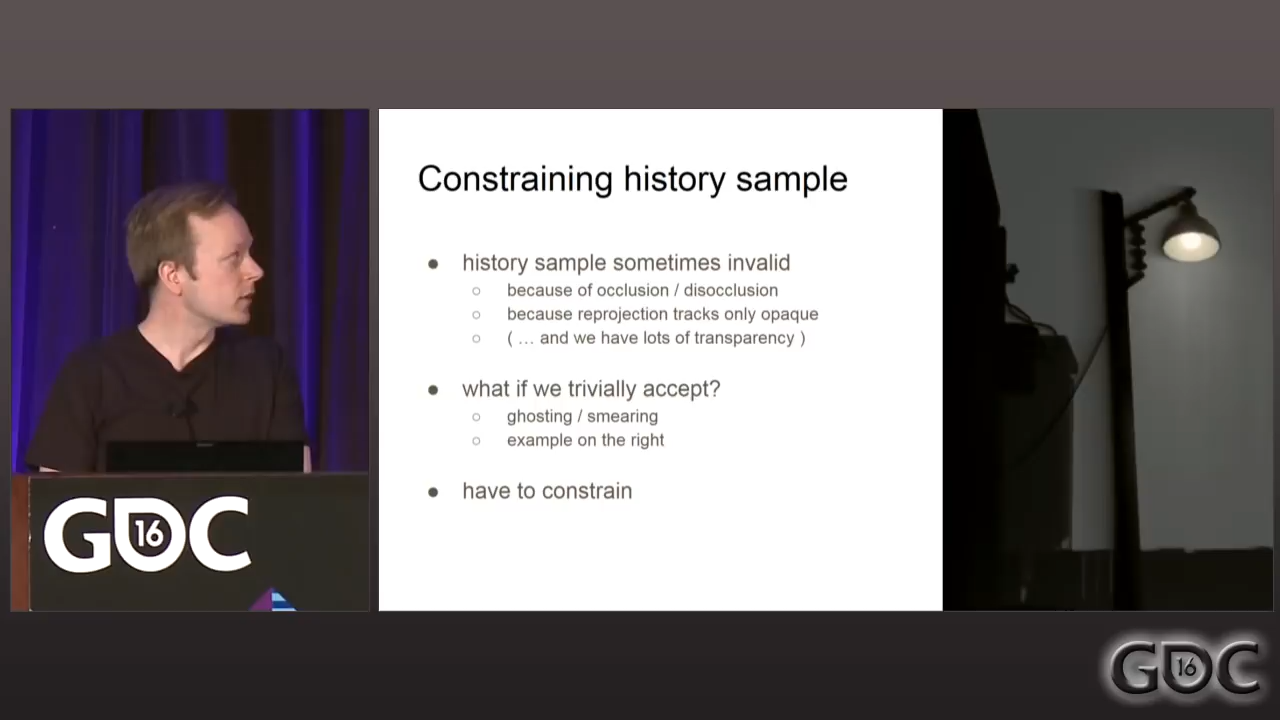 Constraining history sample
● history sample sometimes invalid
○ because of occlusion / disocclusion
○ because reprojection tracks only opaque
○ ( … and we have lots of transparency )
● what if we trivially accept?
○ ghosting / smearing
○ example on the right
● have to constrain
GDC 16
GDC 16